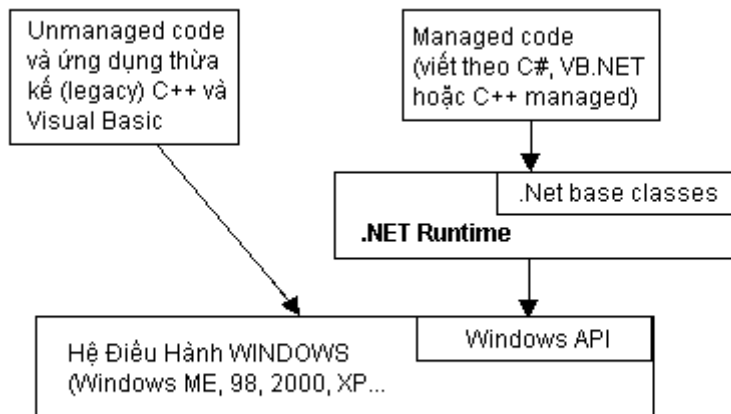 Unmanaged code
và ứng dụng thừa
kế (legacy) C++ và
Visual Basic
Managed code
(viết theo C#, VB.NET
hoặc C++ managed)
.Net base classes
.NET Runtime
Windows API
Hệ Điều Hành WINDOWS
(Windows ME, 98, 2000, XP...